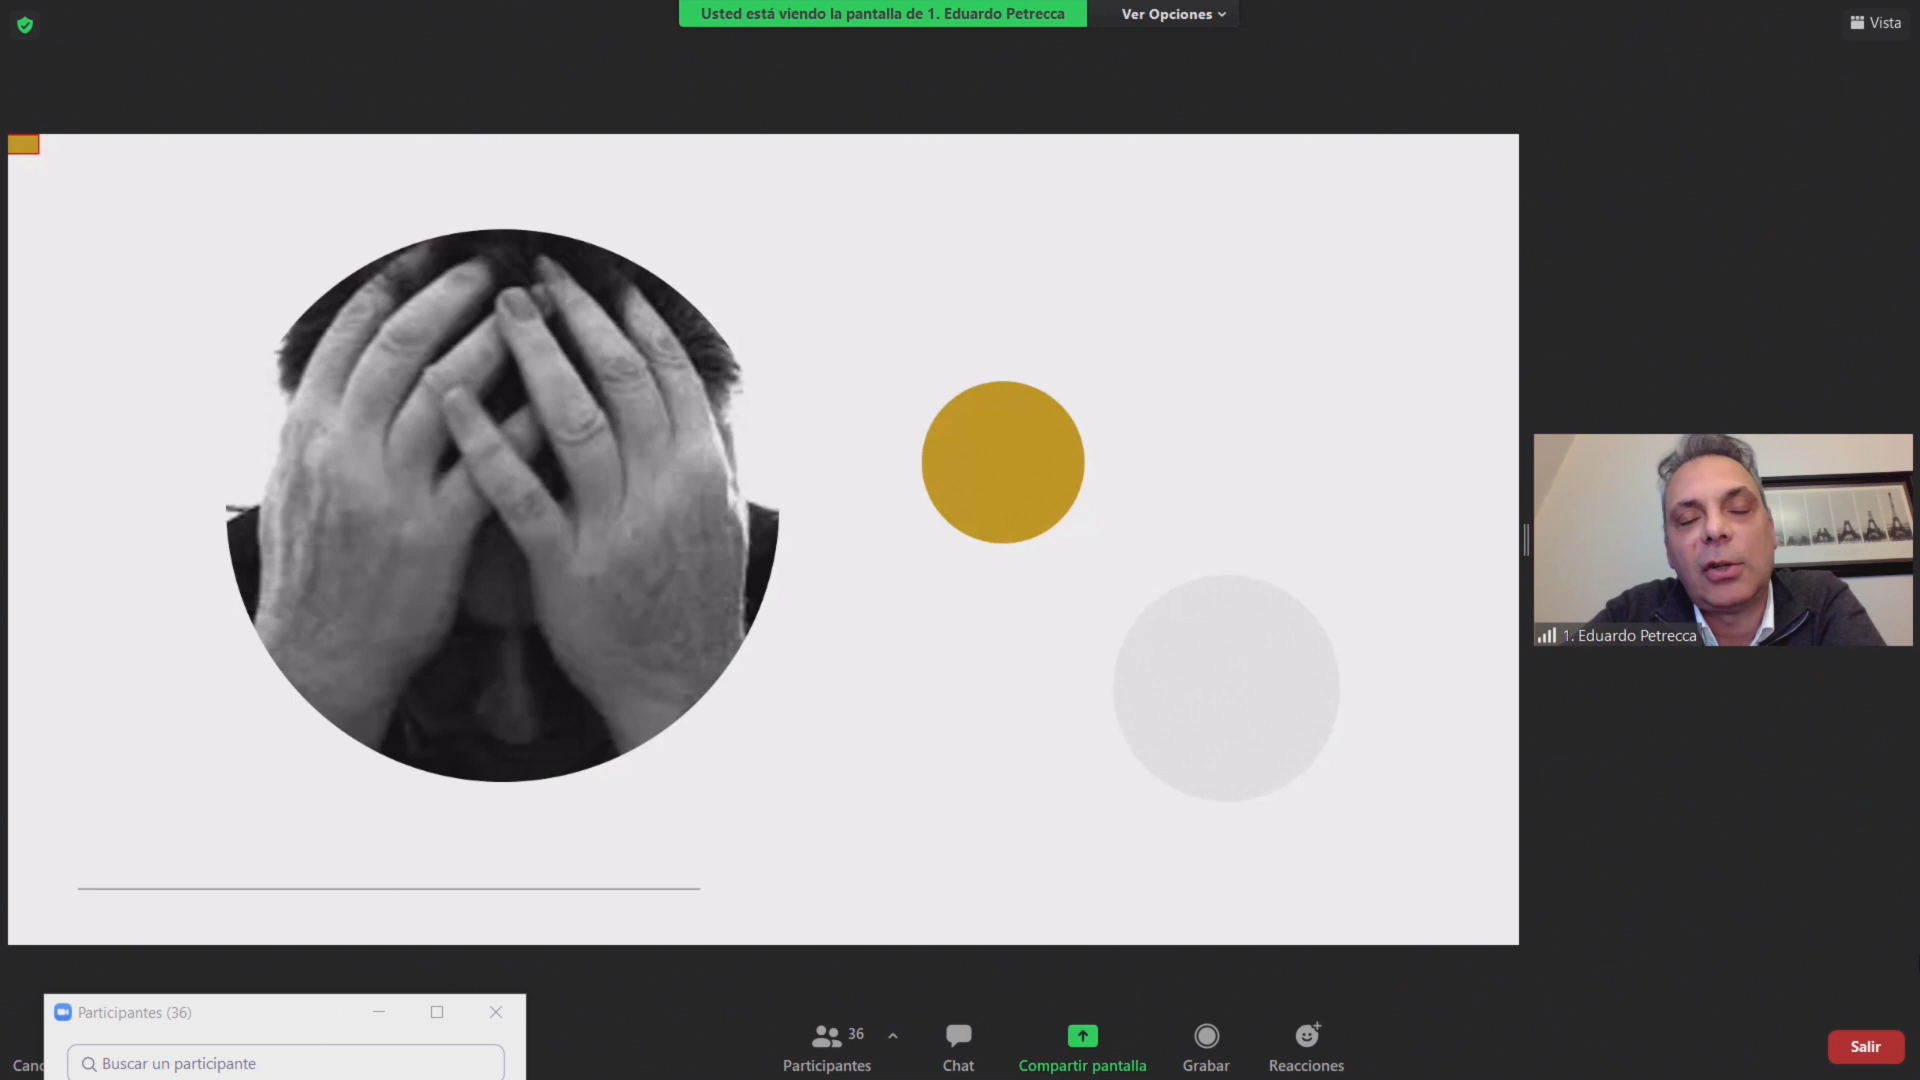 Usted está viendo la pantalla de 1. Eduardo Petrecca
Ver Opciones
Vista
1. Eduardo Petrecca
Participantes (36)
Buscar un participante
Canc
36
Participantes
Chat
Compartir pantalla
Grabar
Reacciones
Salir